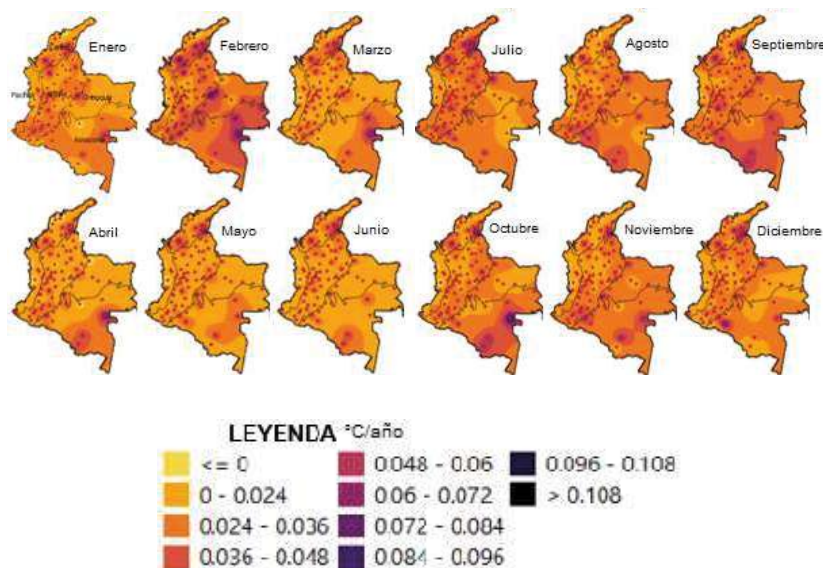 Enero
Febrero
Marzo
Julio
Agosto
Septiembre
Abril
Mayo
Junio
Octubre
Noviembre
Diciembre
LEYENDA °C/año
<= 0
0 - 0.024
0.024 - 0.036
0.036 - 0.048
0.048 - 0.06
0.06 - 0.072
0.072 - 0.084
0.084 - 0.096
0.096 - 0.108
> 0.108